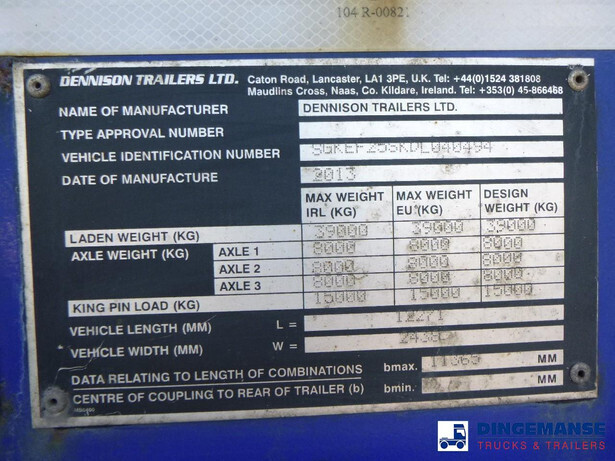 104 R-00821
DENNISON TRAILERS LTD. Caton Road, Lancaster, LA1 3PE, U.K. Tel: +44(0)1524 381808
Maudlins Cross, Naas, Co. Kildare, Ireland. Tel: +353(0) 45-866468
NAME OF MANUFACTURER DENNISON TRAILERS LTD.
TYPE APPROVAL NUMBER
VEHICLE IDENTIFICATION NUMBER SGKEF253KDL040494
DATE OF MANUFACTURE 2013
MAX WEIGHT IRL (KG) MAX WEIGHT EU (KG) DESIGN WEIGHT (KG)
LADEN WEIGHT (KG) 39000 39000 39000
AXLE WEIGHT (KG) AXLE 1 8000 8000 8000
AXLE 2 8000 8000 8000
AXLE 3 8000 8000 8000
KING PIN LOAD (KG) 15000 15000 15000
VEHICLE LENGTH (MM) L = 12271
VEHICLE WIDTH (MM) W = 2438
DATA RELATING TO LENGTH OF COMBINATIONS bmax. 11365 MM
CENTRE OF COUPLING TO REAR OF TRAILER (b) bmin. MM
DINGEMANSE
TRUCKS & TRAILERS